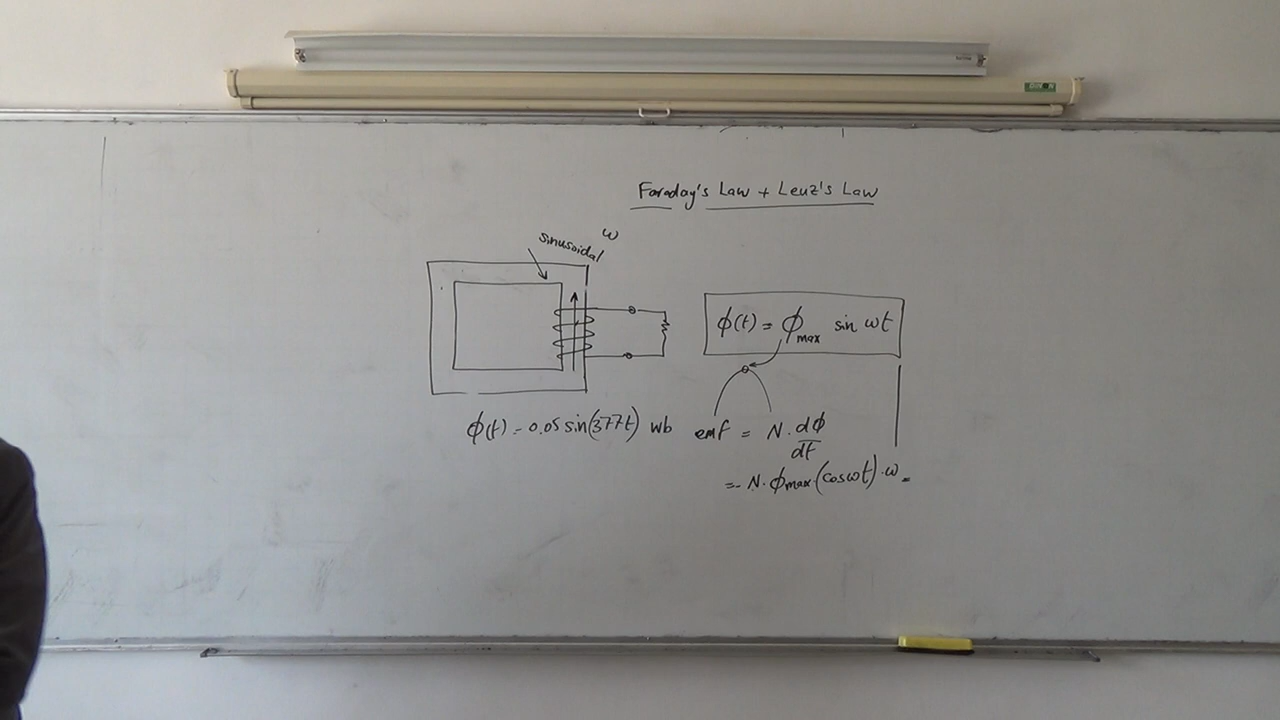 Faraday's Law + Lenz's Law
sinusoidal ω
ϕ(t) = ϕmax sin ωt
ϕ(t) = 0.05 sin(377t) wb
emf = N. dϕ/dt
= N. ϕmax.(cosωt).ω